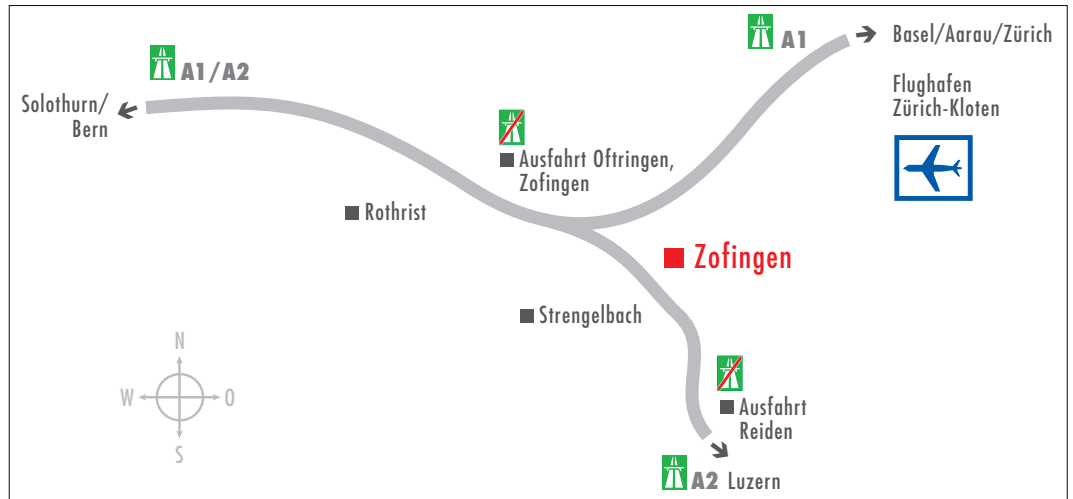 A1/A2
A1
Basel/Aarau/Zürich
Solothurn/
Bern
Flughafen
Zürich-Kloten
Ausfahrt Oftringen,
Zofingen
Rothrist
Zofingen
Strengelbach
N
W
O
S
Ausfahrt
Reiden
A2 Luzern